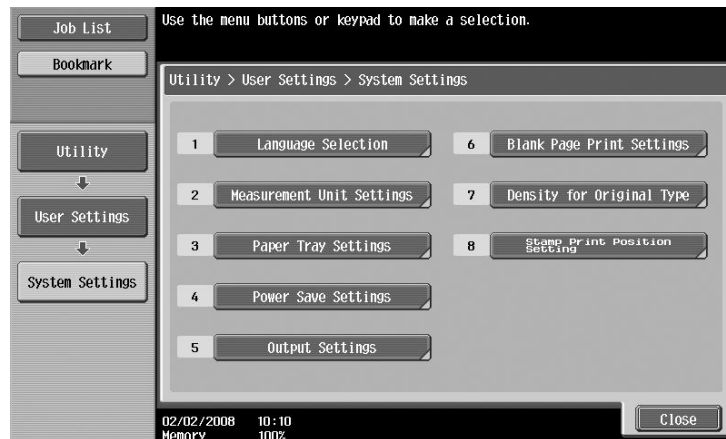 Job List
Bookmark
Use the menu buttons or keypad to make a selection.
Utility > User Settings > System Settings
Utility
User Settings
System Settings
1 Language Selection
2 Measurement Unit Settings
3 Paper Tray Settings
4 Power Save Settings
5 Output Settings
6 Blank Page Print Settings
7 Density for Original Type
8 Stamp Print Position
Setting
02/02/2008 10:10
Memory 100%
Close